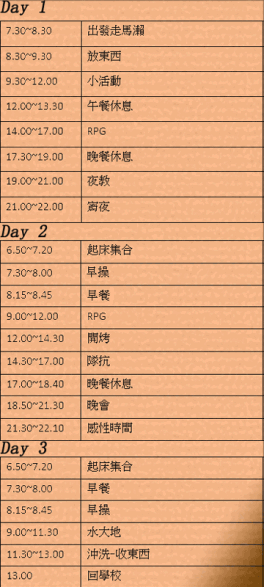 Day 1
7.30~8.30 出發走馬瀨
8.30~9.30 放東西
9.30~12.00 小活動
12.00~13.30 午餐休息
14.00~17.00 RPG
17.30~19.00 晚餐休息
19.00~21.00 夜教
21.00~22.00 宵夜
Day 2
6.50~7.20 起床集合
7.30~8.00 早操
8.15~8.45 早餐
9.00~12.00 RPG
12.00~14.30 開烤
14.30~17.00 隊抗
17.00~18.40 晚餐休息
18.50~21.30 晚會
21.30~22.10 感性時間
Day 3
6.50~7.20 起床集合
7.30~8.00 早餐
8.15~8.45 早操
9.00~11.30 水大地
11.30~13.00 沖洗-收東西
13.00 回學校